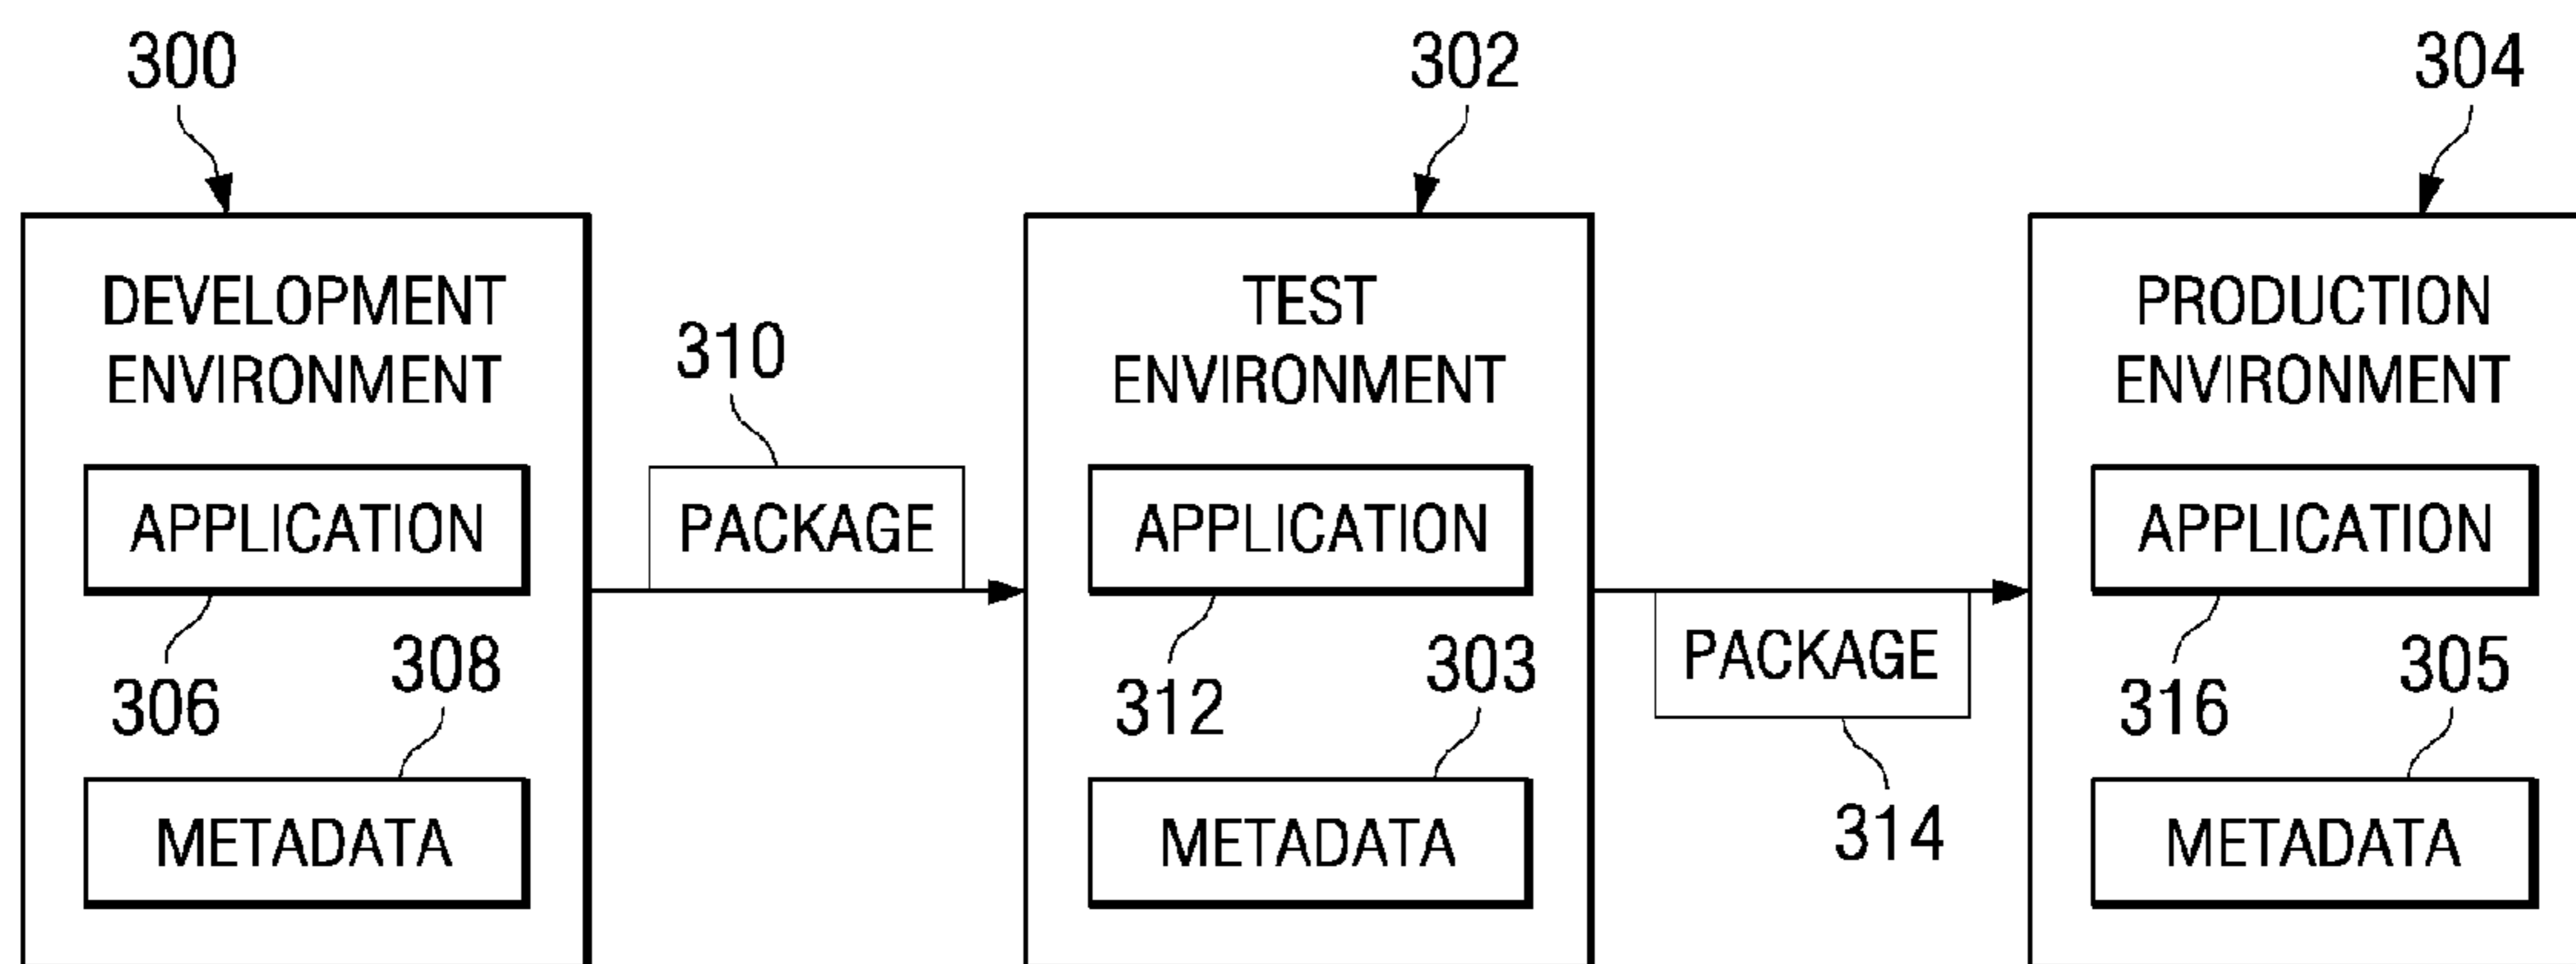 300
302
304
DEVELOPMENT
ENVIRONMENT
APPLICATION
306
308
METADATA
310
PACKAGE
TEST
ENVIRONMENT
APPLICATION
312
303
METADATA
PACKAGE
314
PRODUCTION
ENVIRONMENT
APPLICATION
316
305
METADATA